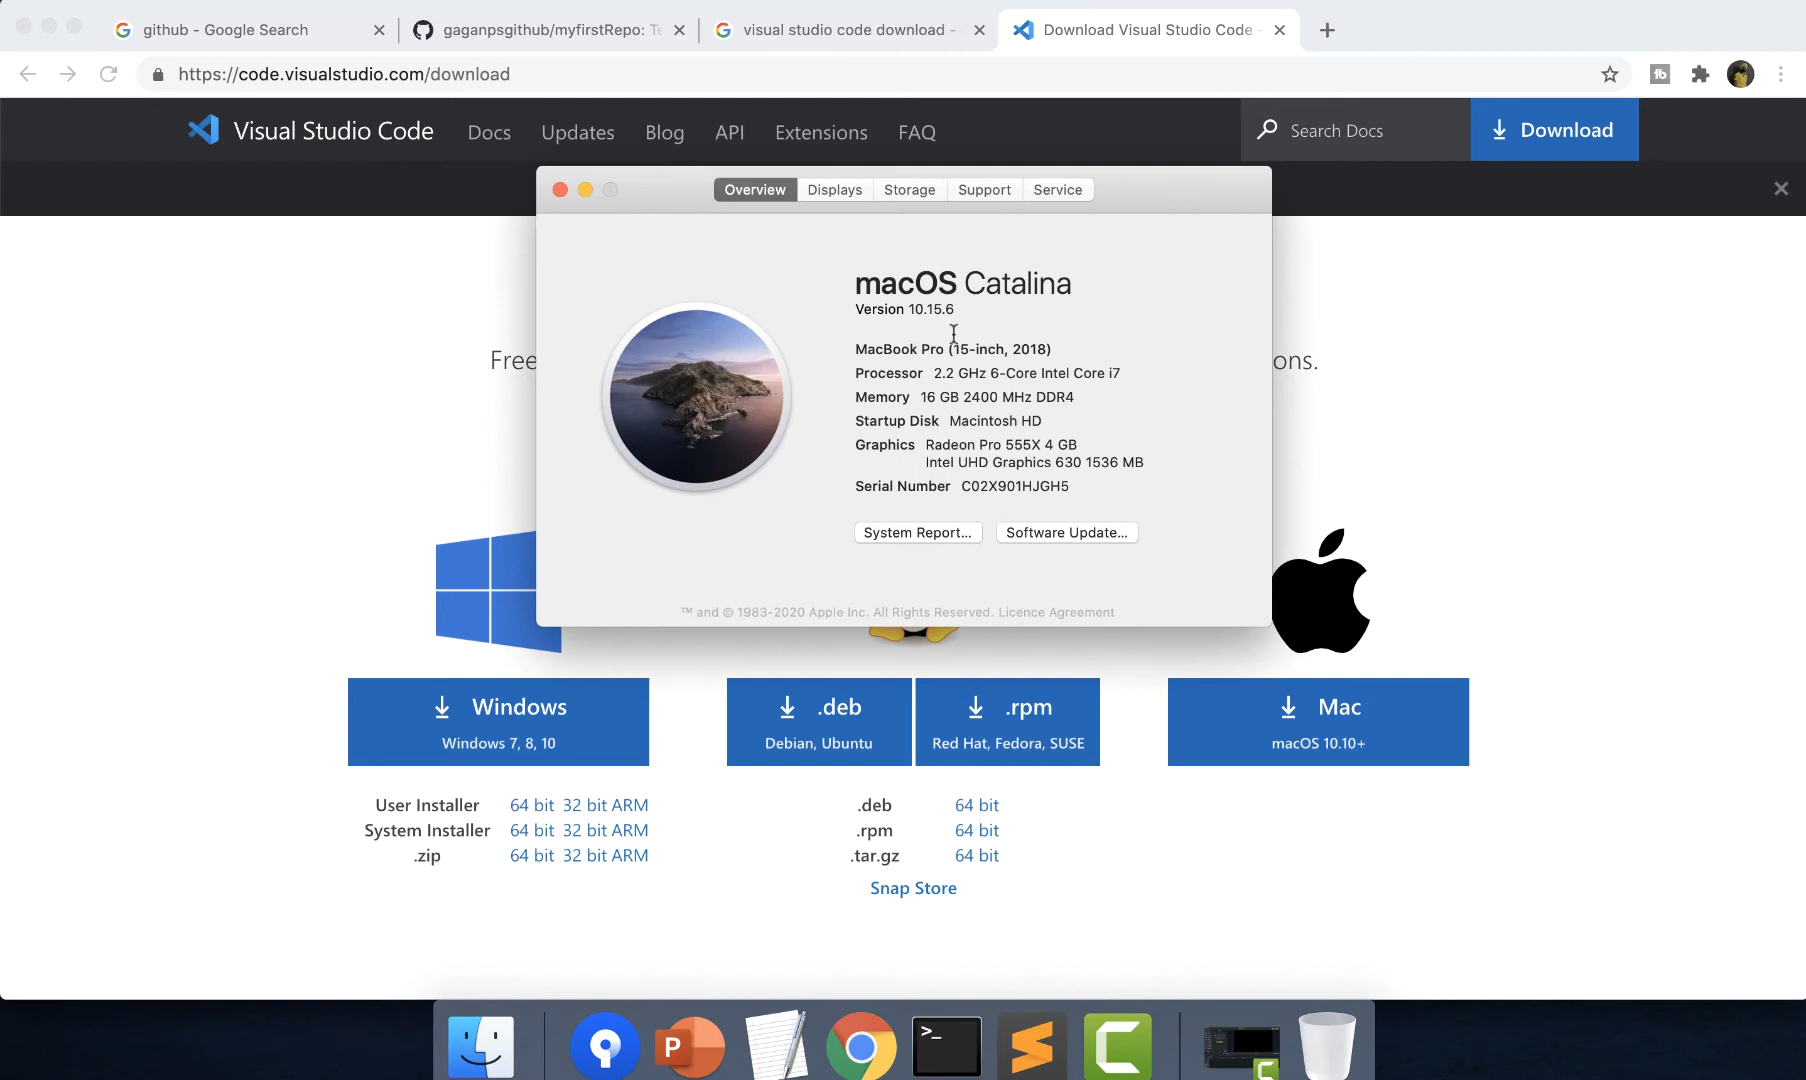 github - Google Search
gaganpsgithub/myfirstRepo: Te
visual studio code download -
Download Visual Studio Code -
https://code.visualstudio.com/download
Visual Studio Code
Docs
Updates
Blog
API
Extensions
FAQ
Search Docs
Download
Overview
Displays
Storage
Support
Service
macOS Catalina
Version 10.15.6
Free
ons.
MacBook Pro (15-inch, 2018)
Processor 2.2 GHz 6-Core Intel Core i7
Memory 16 GB 2400 MHz DDR4
Startup Disk Macintosh HD
Graphics Radeon Pro 555X 4 GB
Intel UHD Graphics 630 1536 MB
Serial Number C02X901HJGH5
System Report...
Software Update...
™ and © 1983-2020 Apple Inc. All Rights Reserved. Licence Agreement
Windows
Windows 7, 8, 10
.deb
Debian, Ubuntu
.rpm
Red Hat, Fedora, SUSE
Mac
macOS 10.10+
User Installer 64 bit 32 bit ARM
System Installer 64 bit 32 bit ARM
.zip 64 bit 32 bit ARM
.deb 64 bit
.rpm 64 bit
.tar.gz 64 bit
Snap Store